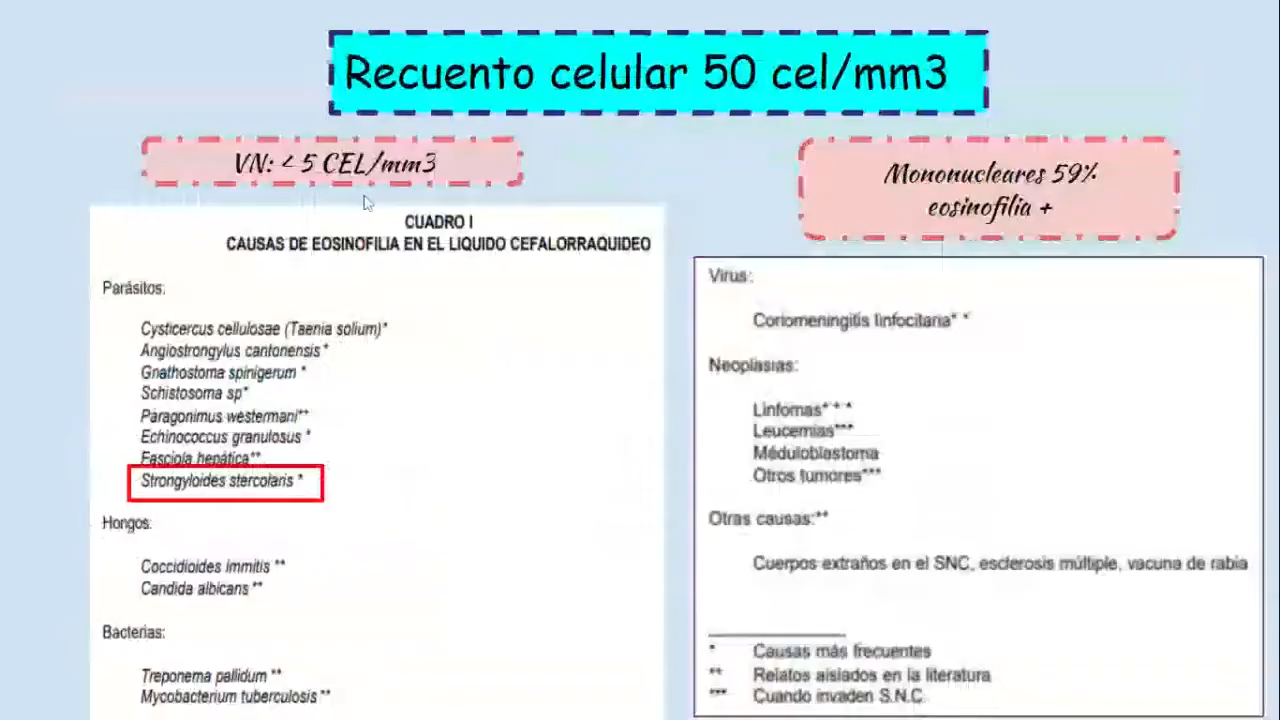 Recuento celular 50 cel/mm3
VN: < 5 CEL/mm3
Mononucleares 59%
eosinofilia +
CUADRO I
CAUSAS DE EOSINOFILIA EN EL LIQUIDO CEFALORRAQUIDEO
Parásitos:
Cysticercus cellulosae (Taenia solium)*
Angiostrongylus cantonensis *
Gnathostoma spinigerum *
Schistosoma sp*
Paragonimus westermani**
Echinococcus granulosus *
Fasciola hepática**
Strongyloides stercolaris *
Hongos:
Coccidioides immitis **
Candida albicans **
Bacterias:
Treponema pallidum **
Mycobacterium tuberculosis **
Virus:
Coriomeningitis linfocitaria* *
Neoplasias:
Linfomas* * *
Leucemias***
Méduloblastoma
Otros tumores***
Otras causas:**
Cuerpos extraños en el SNC, esclerosis múltiple, vacuna de rabia
* Causas más frecuentes
** Relatos aislados en la literatura
*** Cuando invaden S.N.C.